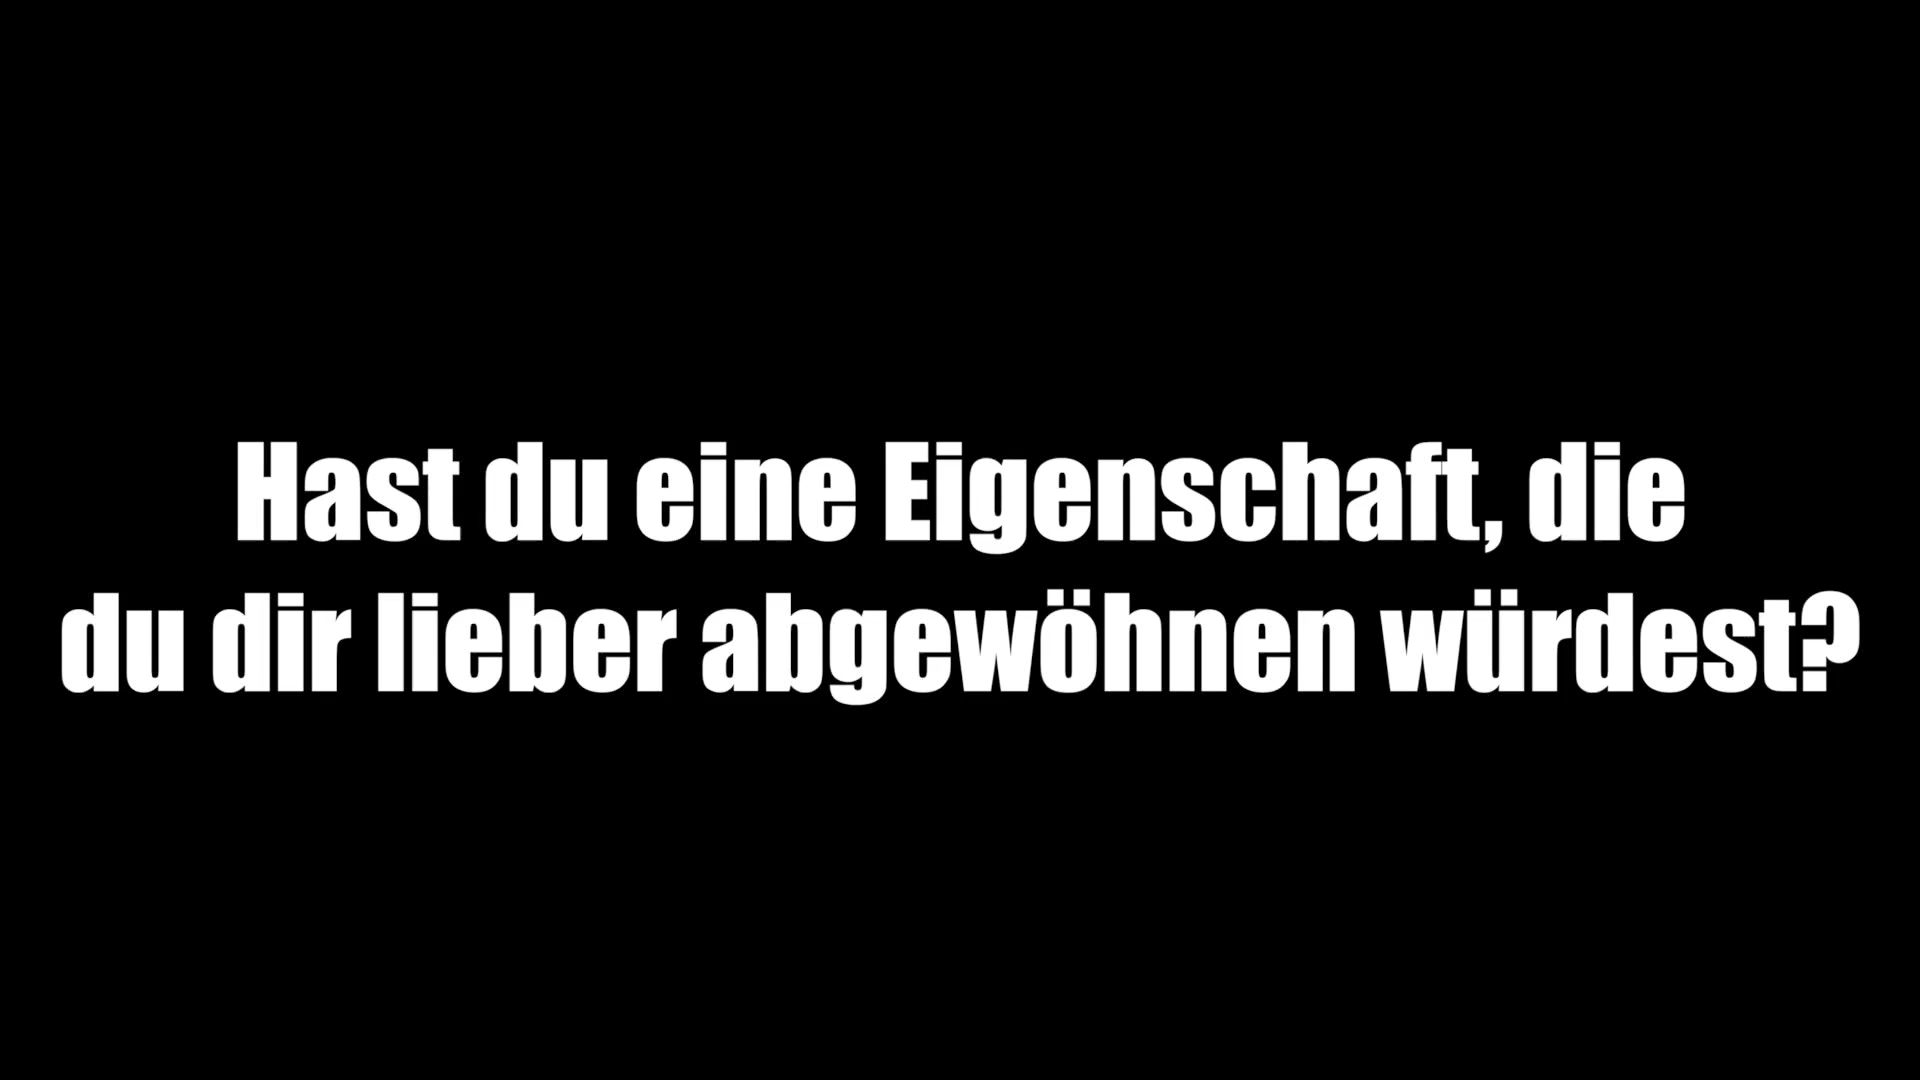 Hast du eine Eigenschaft, die
du dir lieber abgewöhnen würdest?